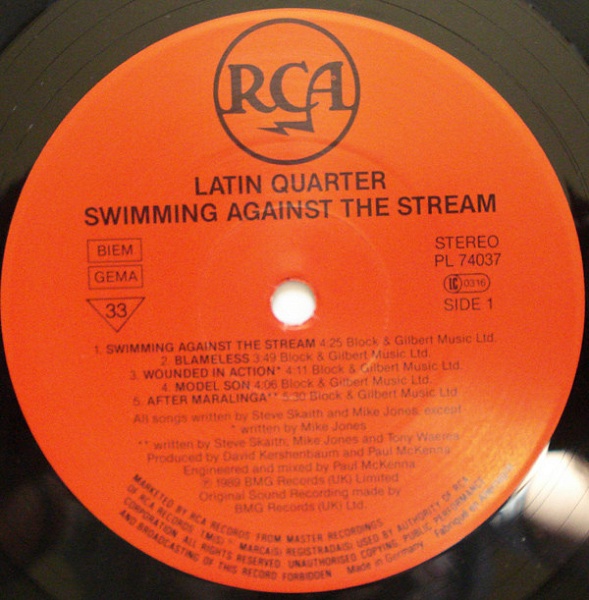 RCA
LATIN QUARTER
SWIMMING AGAINST THE STREAM
BIEM
GEMA
33
STEREO
PL 74037
LC 0316
SIDE 1
1. SWIMMING AGAINST THE STREAM 4:25 Block & Gilbert Music Ltd.
2. BLAMELESS 3:49 Block & Gilbert Music Ltd.
3. WOUNDED IN ACTION* 4:11 Block & Gilbert Music Ltd.
4. MODEL SON 4:06 Block & Gilbert Music Ltd.
5. AFTER MARALINGA** 5:30 Block & Gilbert Music Ltd.
All songs written by Steve Skaith and Mike Jones, except
* written by Mike Jones
** written by Steve Skaith, Mike Jones and Tony
Produced by David Kershenbaum and Paul McKenna
Engineered and mixed by Paul McKenna
℗ 1989 BMG Records (UK) Limited
Original Sound Recording made by
BMG Records (UK) Ltd.
MARKETED BY RCA RECORDS FROM MASTER RECORDINGS
OF RCA RECORDS. TM(S) ® MARCA(S) REGISTRADA(S) USED BY AUTHORITY OF RCA
CORPORATION. ALL RIGHTS RESERVED. UNAUTHORISED COPYING, PUBLIC PERFORMANCE
AND BROADCASTING OF THIS RECORD FORBIDDEN
Made in Germany
Fabriqué en